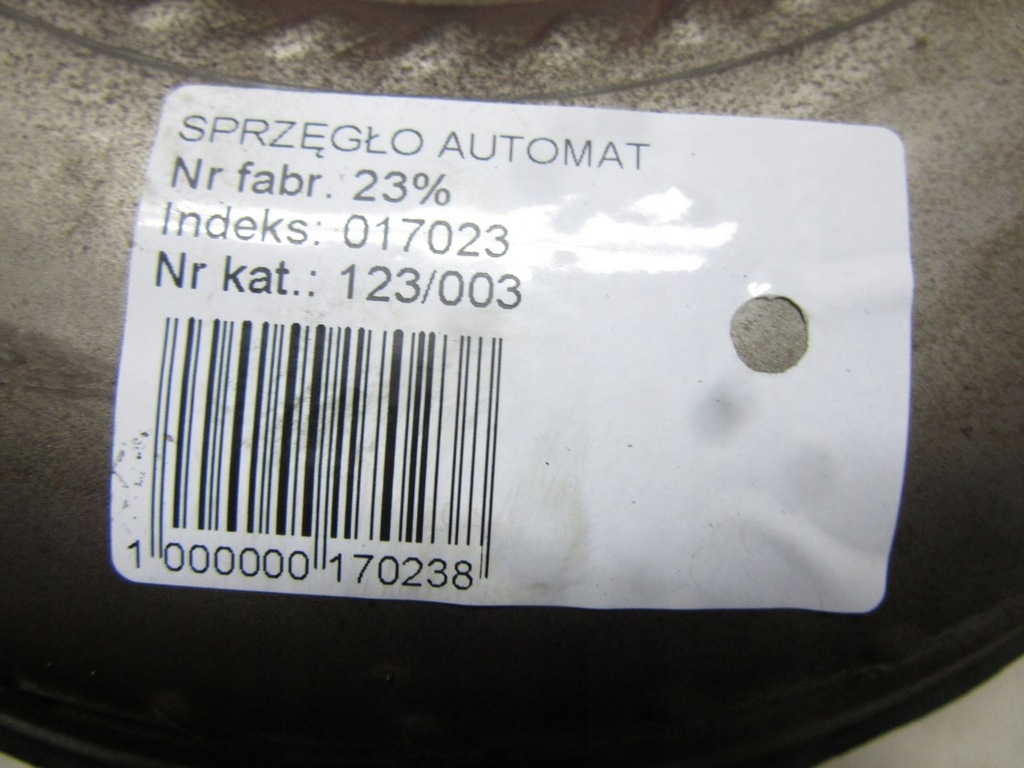 SPRZĘGŁO AUTOMAT
Nr fabr. 23%
Indeks: 017023
Nr kat.: 123/003
1 000000 170238